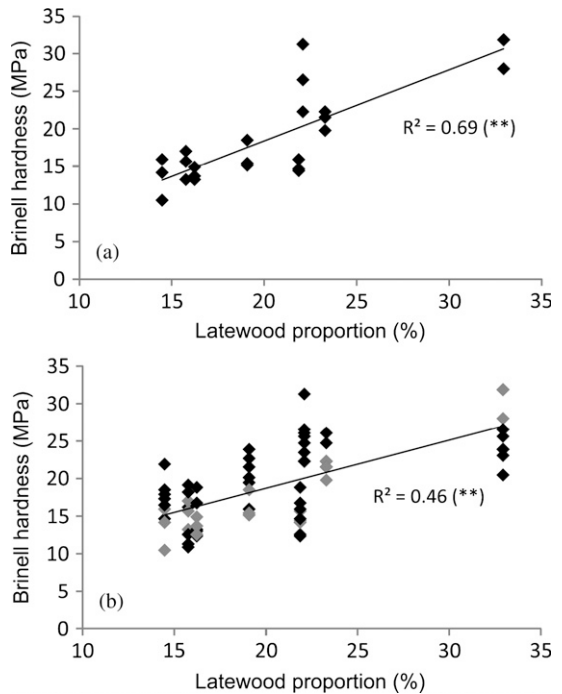 35
30
25
20
15
10
5
0
Brinell hardness (MPa)
R² = 0.69 (**)
(a)
10 15 20 25 30 35
Latewood proportion (%)
35
30
25
20
15
10
5
0
Brinell hardness (MPa)
R² = 0.46 (**)
(b)
10 15 20 25 30 35
Latewood proportion (%)